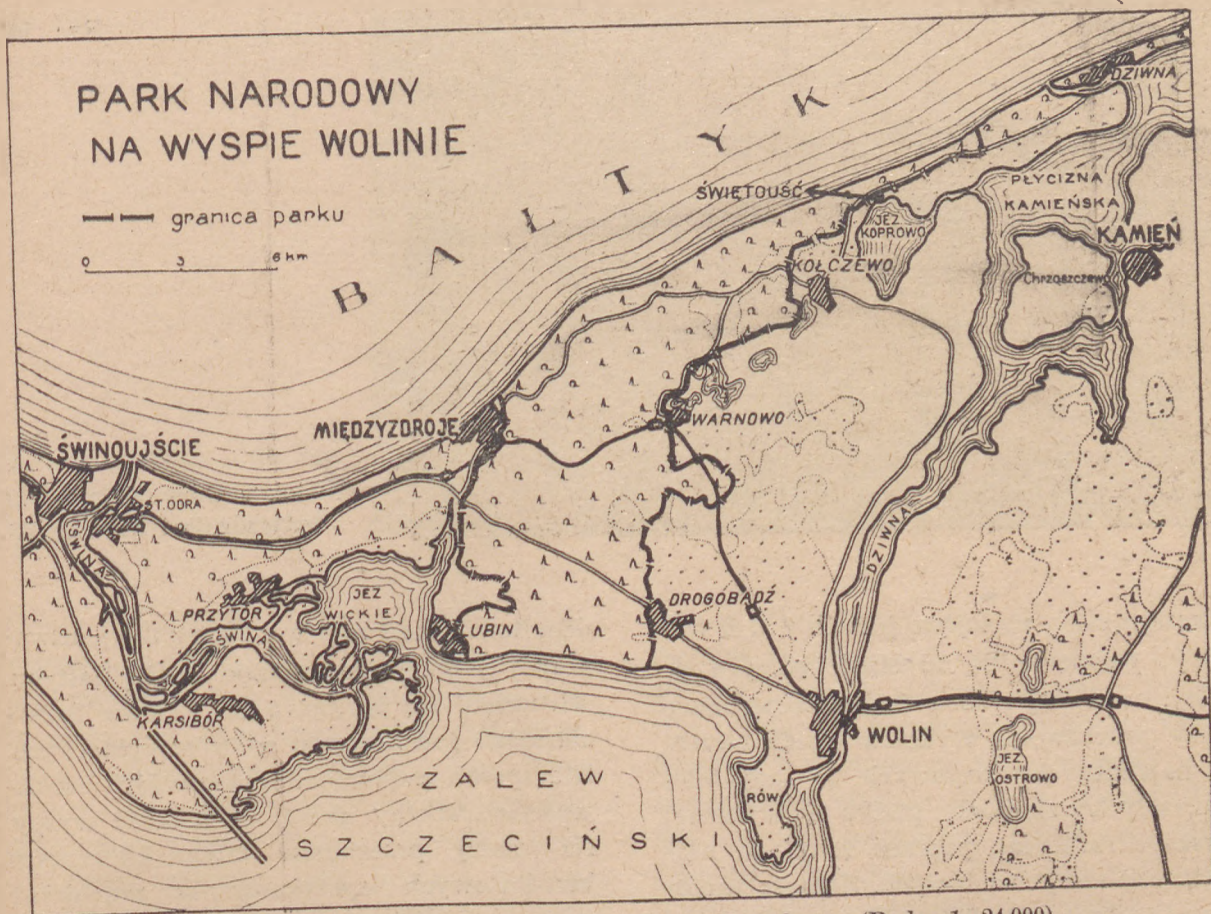 PARK NARODOWY
NA WYSPIE WOLINIE
granica parku
0 3 6 km
BAŁTYK
DZIWNA
ŚWIĘTOUŚĆ
PŁYCIZNA
KAMIEŃSKA
JEZ.
KOPROWO
KAMIEŃ
KOŁCZEWO
Chrząszczewo
MIĘDZYZDROJE
WARNOWO
ŚWINOUJŚCIE
ST. ODRA
ŚWINA
DZIWNA
PRZYTÓR
JEZ
WICKIE
DROGOBĄDŹ
ŚWINA
LUBIN
KARSIBÓR
WOLIN
ZALEW
JEZ.
OSTROWO
RÓW
SZCZECIŃSKI